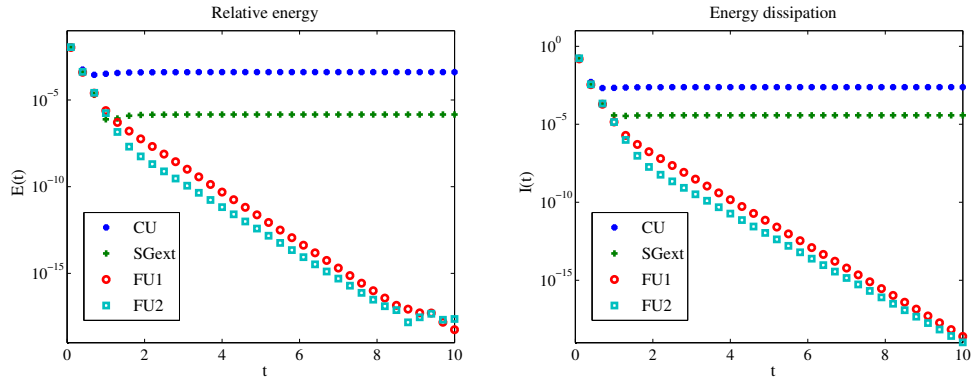 Relative energy
E(t)
10^-5
10^-10
10^-15
CU
SGext
FU1
FU2
0
2
4
6
8
10
t
Energy dissipation
I(t)
10^0
10^-5
10^-10
10^-15
CU
SGext
FU1
FU2
0
2
4
6
8
10
t